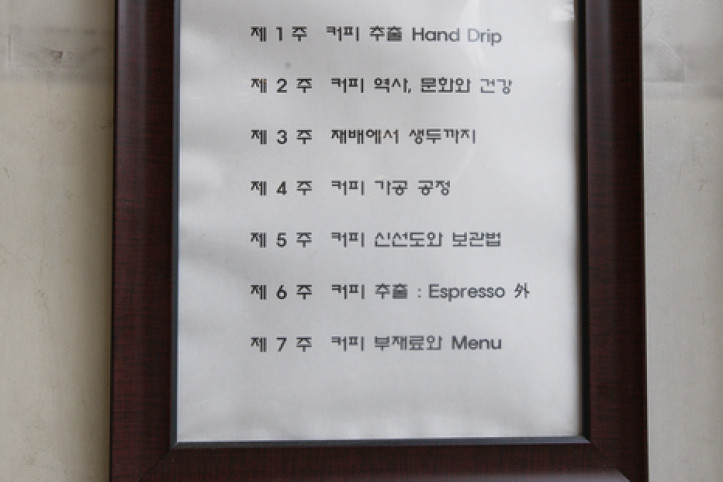 제 1 주 커피 추출 Hand Drip
제 2 주 커피 역사, 문화와 건강
제 3 주 재배에서 생두까지
제 4 주 커피 가공 공정
제 5 주 커피 신선도와 보관법
제 6 주 커피 추출 : Espresso 外
제 7 주 커피 부재료와 Menu